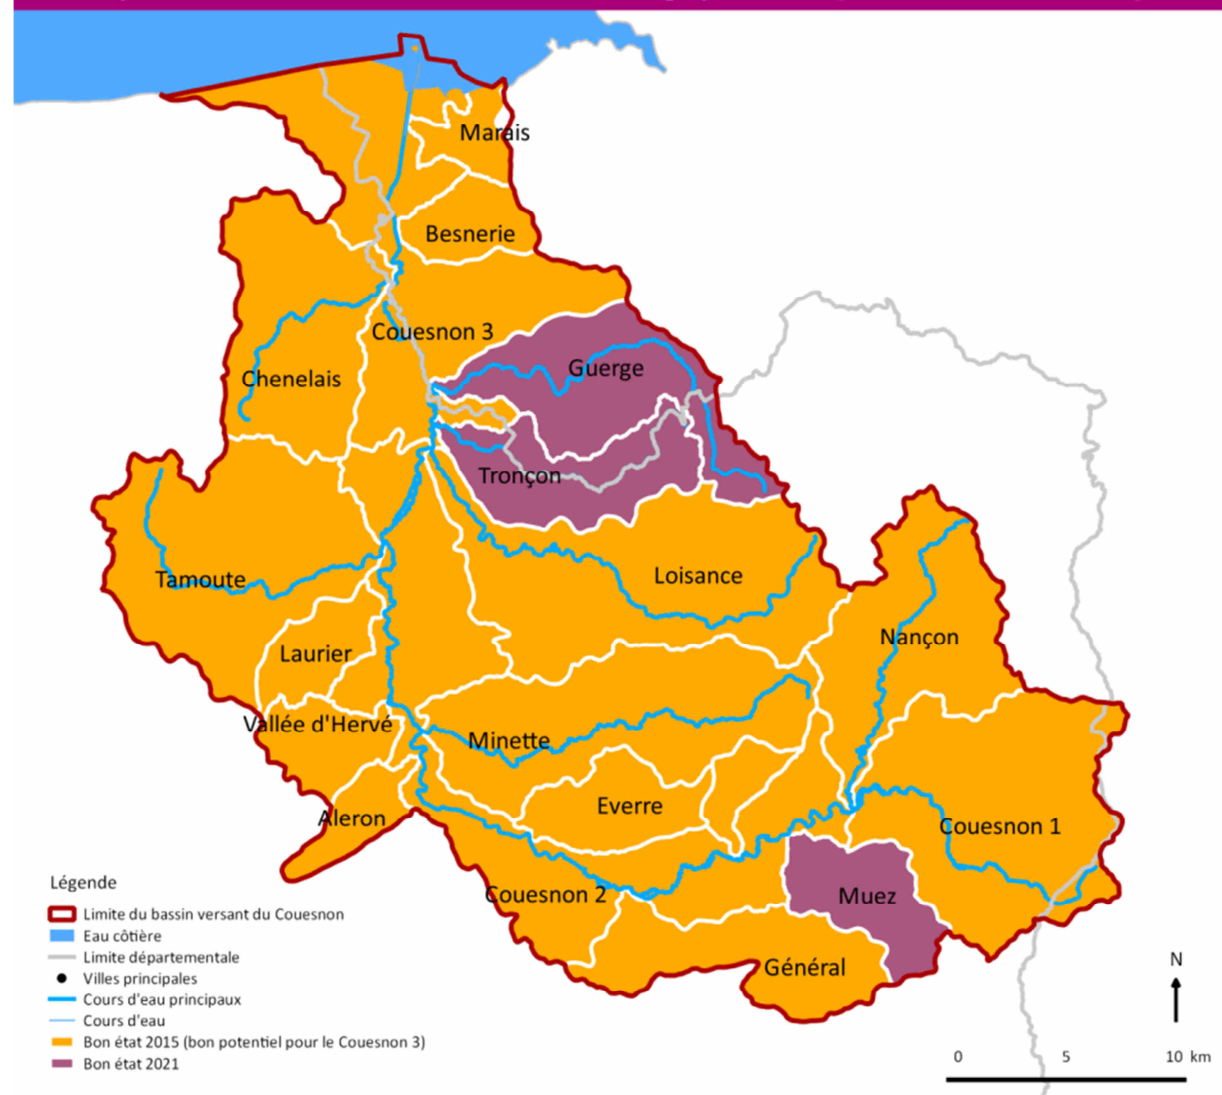 Marais
Besnerie
Couesnon 3
Guerge
Chenelais
Tronçon
Tamoute
Loisance
Nançon
Laurier
Vallée d'Hervé
Minette
Everre
Aleron
Couesnon 1
Couesnon 2
Muez
Général
Légende
Limite du bassin versant du Couesnon
Eau côtière
Limite départementale
Villes principales
Cours d'eau principaux
Cours d'eau
Bon état 2015 (bon potentiel pour le Couesnon 3)
Bon état 2021
N
0 5 10 km